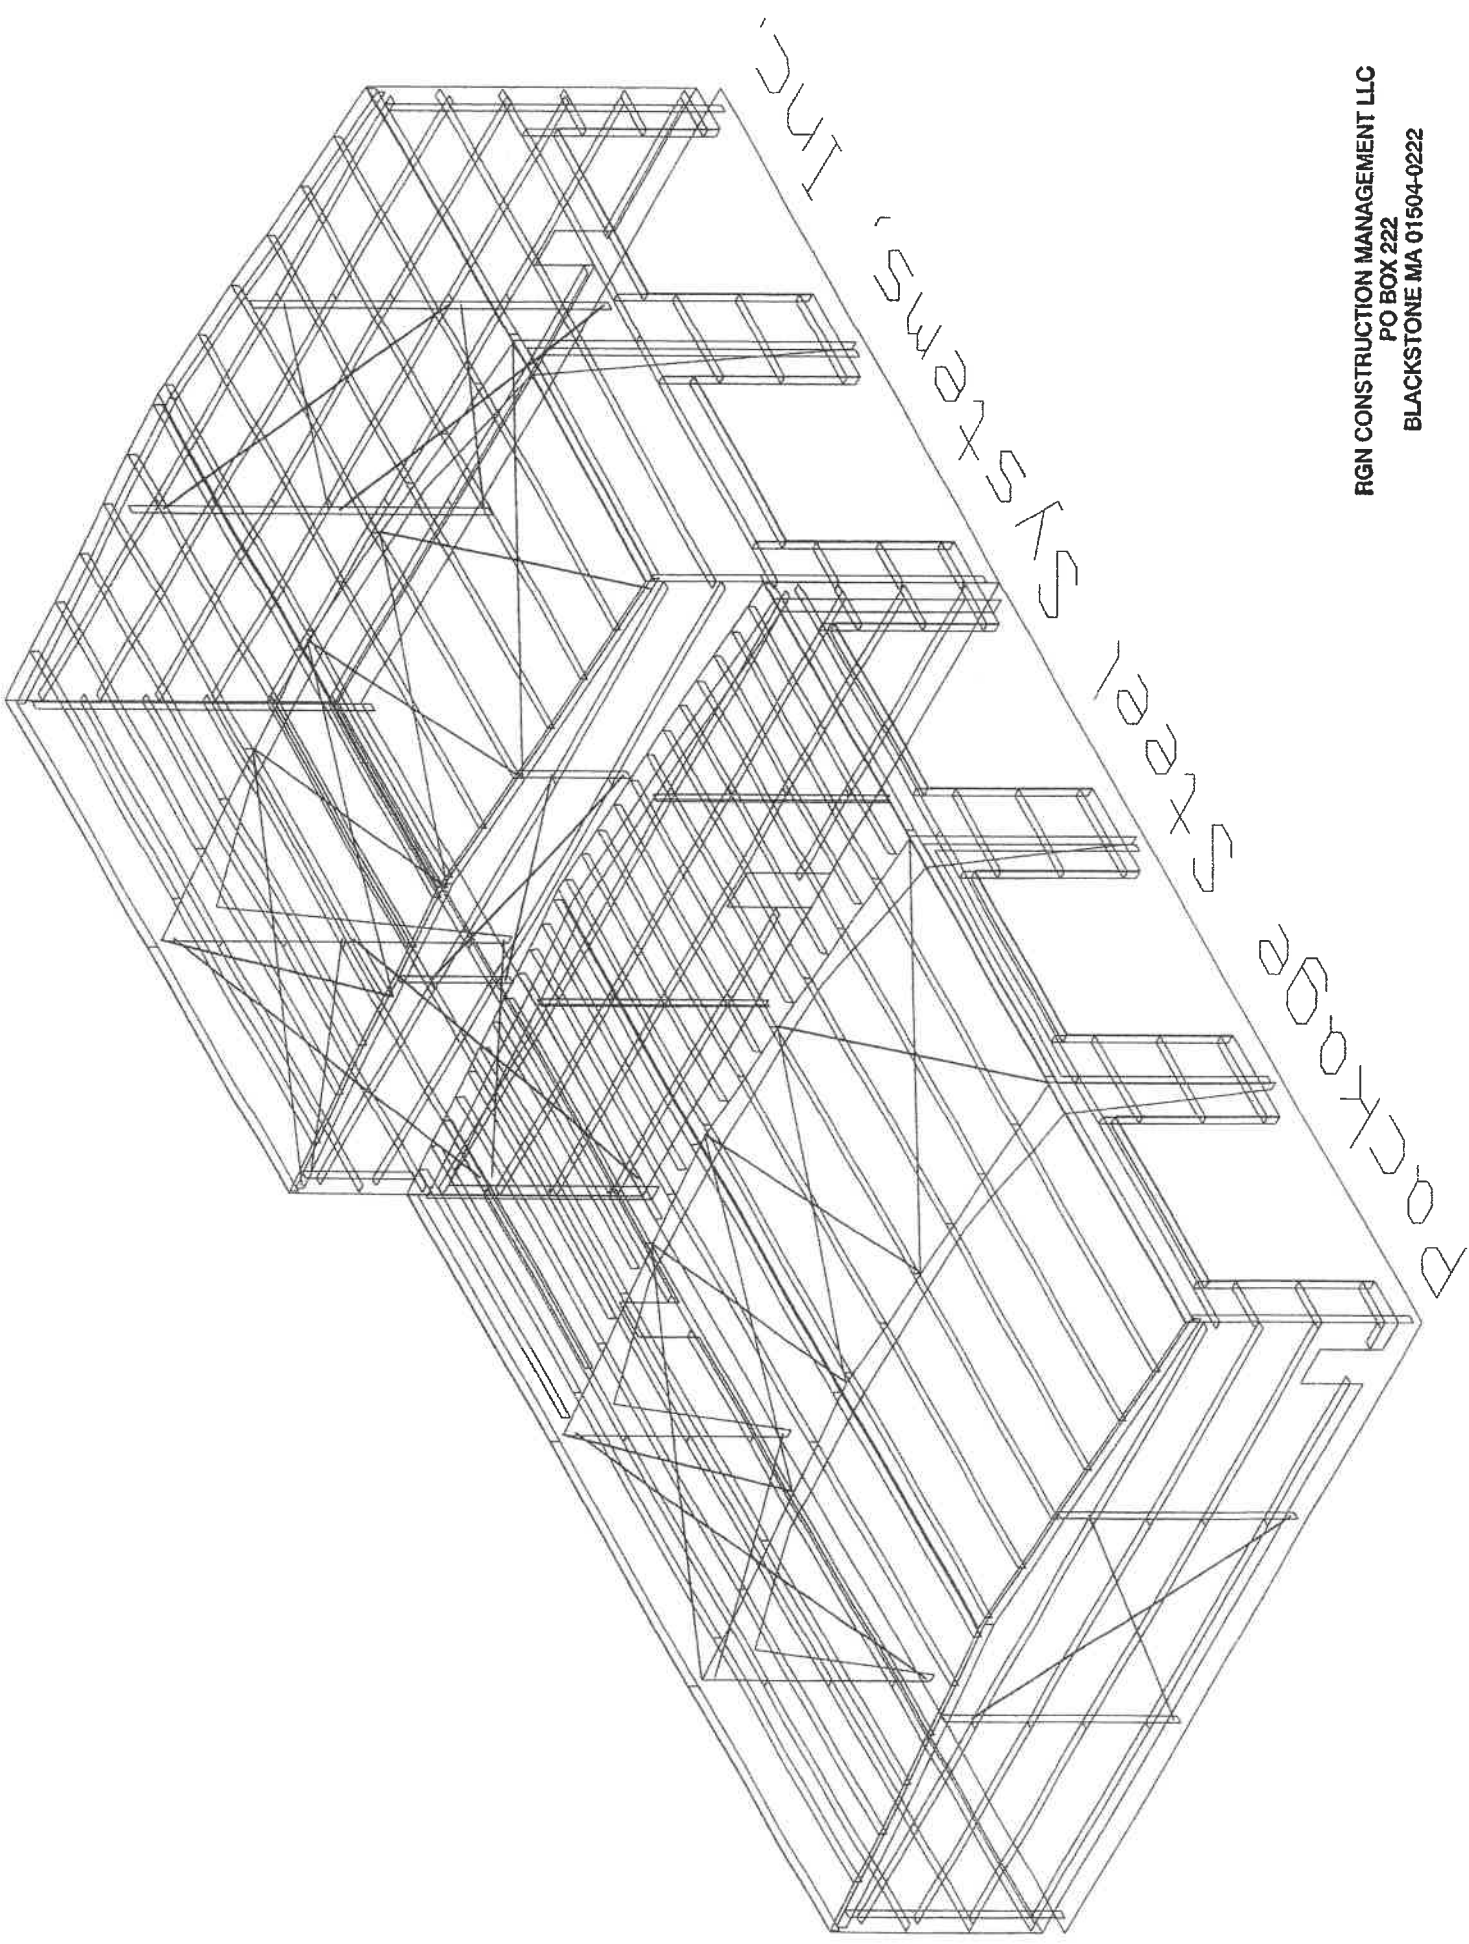 Package Steel Systems, Inc.
RGN CONSTRUCTION MANAGEMENT LLC
PO BOX 222
BLACKSTONE MA 01504-0222